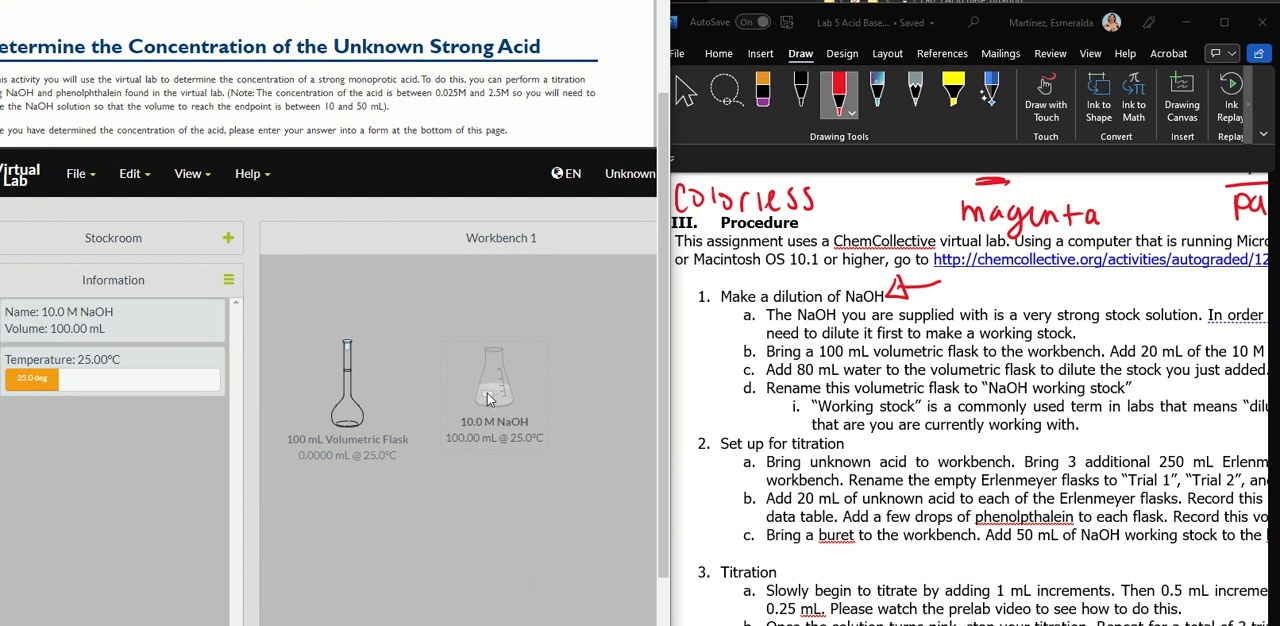 etermine the Concentration of the Unknown Strong Acid
is activity you will use the virtual lab to determine the concentration of a strong monoprotic acid. To do this, you can perform a titration
g NaOH and phenolphthalein found in the virtual lab. (Note: The concentration of the acid is between 0.025M and 2.5M so you will need to
e the NaOH solution so that the volume to reach the endpoint is between 10 and 50 mL).
e you have determined the concentration of the acid, please enter your answer into a form at the bottom of this page.
Virtual
Lab
File
Edit
View
Help
EN
Unknown
Stockroom
Workbench 1
Information
Name: 10.0 M NaOH
Volume: 100.00 mL
Temperature: 25.00°C
25.0 deg
100 mL Volumetric Flask
0.0000 mL @ 25.0°C
10.0 M NaOH
100.00 mL @ 25.0°C
AutoSave On Lab 5 Acid Base... • Saved Martinez, Esmeralda
File Home Insert Draw Design Layout References Mailings Review View Help Acrobat
Draw with
Touch
Ink to
Shape
Ink to
Math
Drawing
Canvas
Ink
Replay
Drawing Tools
Touch
Convert
Insert
Replay
Colorless
magenta
pa
III. Procedure
This assignment uses a ChemCollective virtual lab. Using a computer that is running Micro
or Macintosh OS 10.1 or higher, go to http://chemcollective.org/activities/autograded/12
1. Make a dilution of NaOH
a. The NaOH you are supplied with is a very strong stock solution. In order
need to dilute it first to make a working stock.
b. Bring a 100 mL volumetric flask to the workbench. Add 20 mL of the 10 M
c. Add 80 mL water to the volumetric flask to dilute the stock you just added.
d. Rename this volumetric flask to “NaOH working stock”
i. “Working stock” is a commonly used term in labs that means “dilu
that are you are currently working with.
2. Set up for titration
a. Bring unknown acid to workbench. Bring 3 additional 250 mL Erlenm
workbench. Rename the empty Erlenmeyer flasks to “Trial 1”, “Trial 2”, an
b. Add 20 mL of unknown acid to each of the Erlenmeyer flasks. Record this
data table. Add a few drops of phenolpthalein to each flask. Record this vo
c. Bring a buret to the workbench. Add 50 mL of NaOH working stock to the
3. Titration
a. Slowly begin to titrate by adding 1 mL increments. Then 0.5 mL increme
0.25 mL. Please watch the prelab video to see how to do this.
b. Once the solution turns pink, stop your titration. Repeat for a total of 3 tri